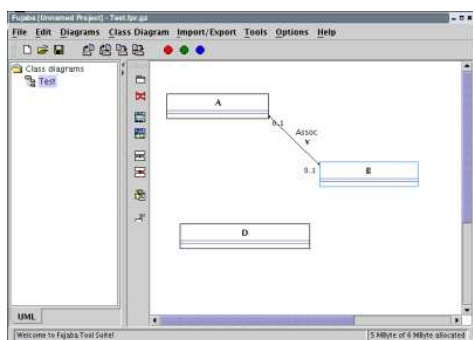 Fujaba [Unnamed Project] - Test.fpr.gz
File Edit Diagrams Class Diagram Import/Export Tools Options Help
Class diagrams
Test
A
0..1
Assoc
v
0..1
B
D
UML
Welcome to Fujaba Tool Suite!
5 MByte of 6 MByte allocated